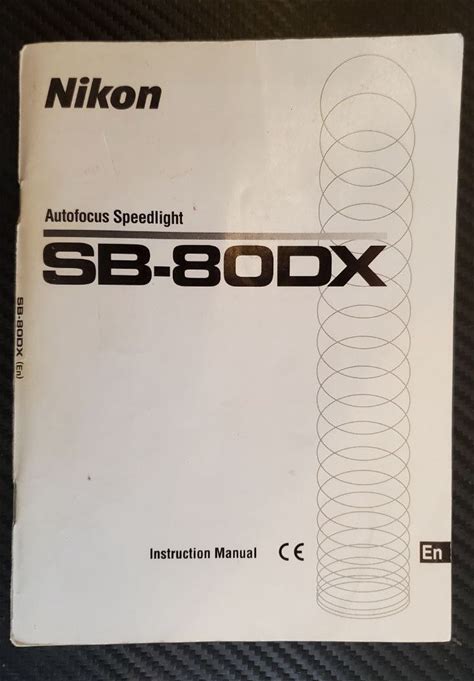 Nikon
Autofocus Speedlight
SB-80DX
SB-80DX (En)
Instruction Manual CE
En